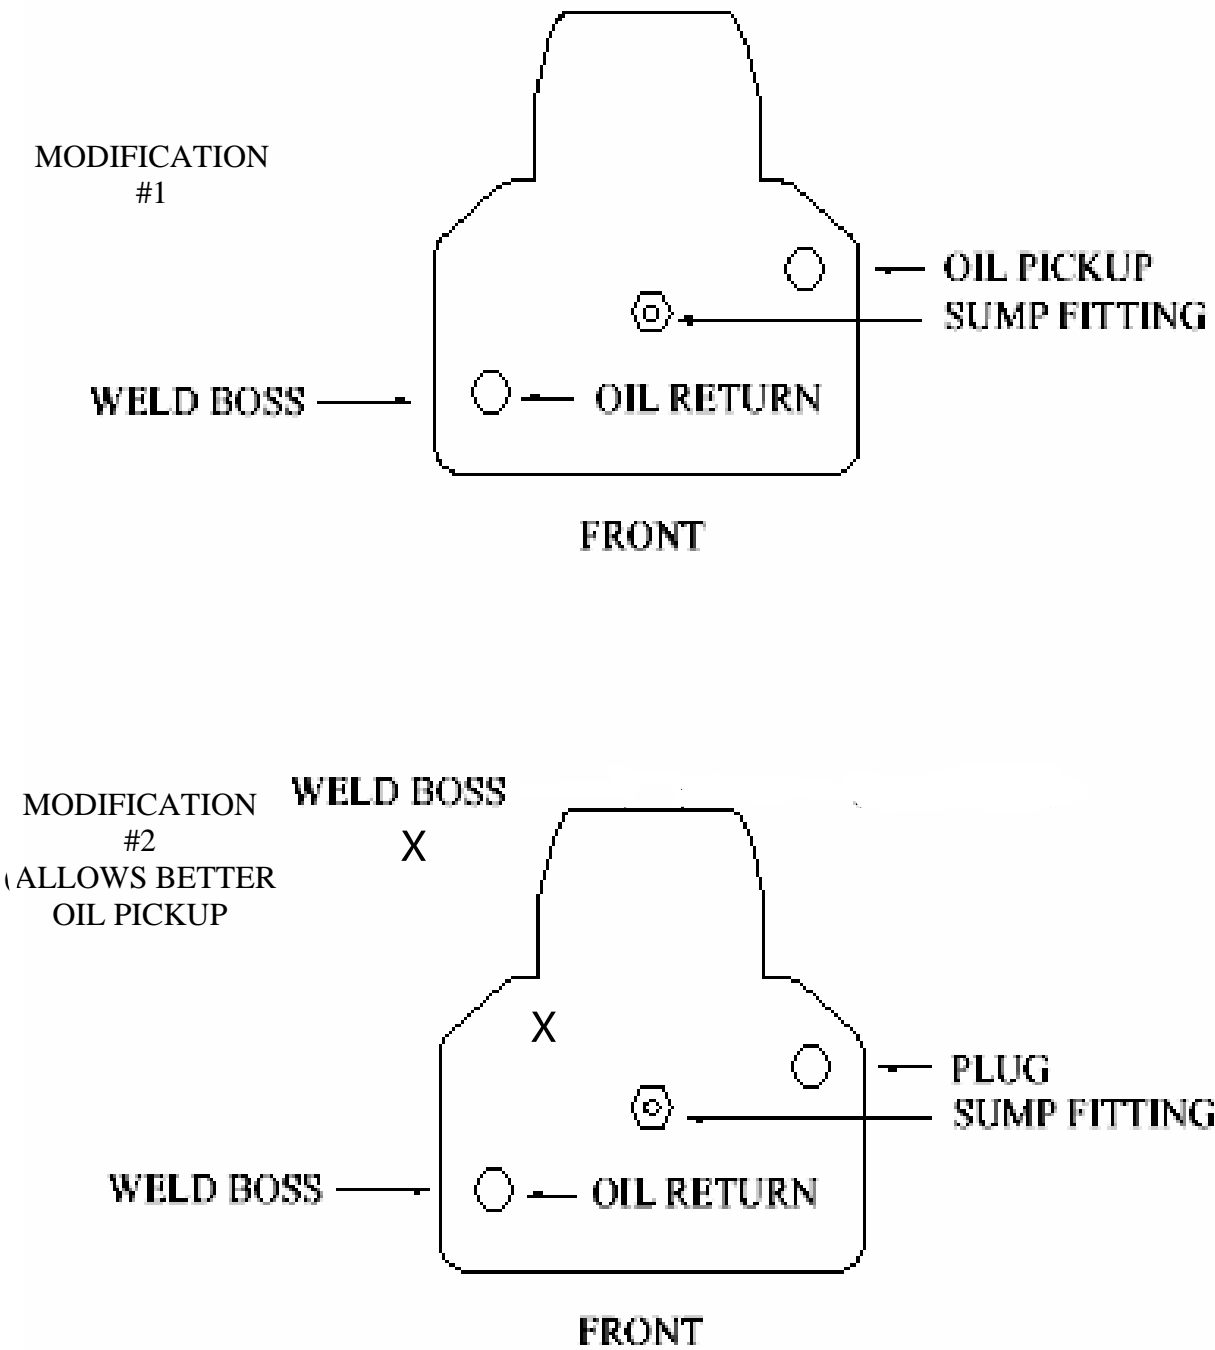 MODIFICATION
#1
OIL PICKUP
SUMP FITTING
WELD BOSS
OIL RETURN
FRONT
WELD BOSS
X
MODIFICATION
#2
(ALLOWS BETTER
OIL PICKUP
X
PLUG
SUMP FITTING
WELD BOSS
OIL RETURN
FRONT